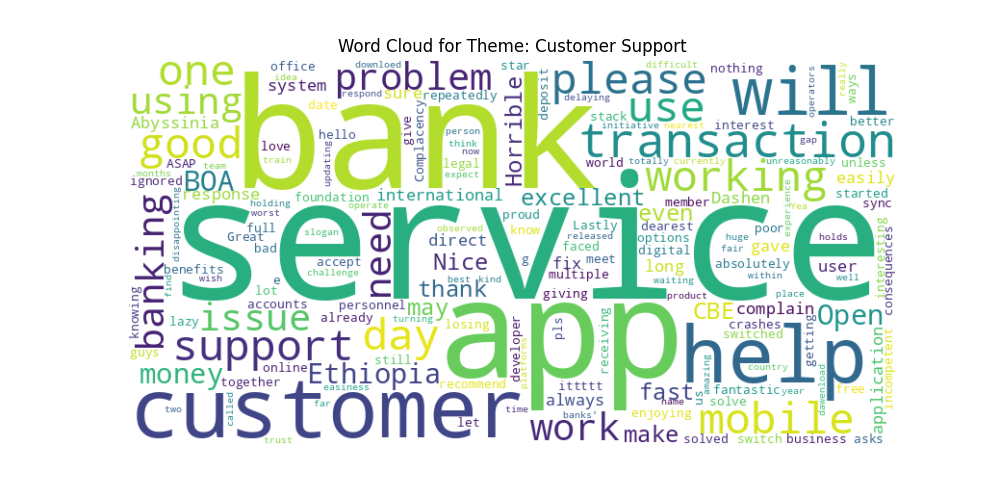 Word Cloud for Theme: Customer Support
office downloed star difficult
one idea problem nothing
system respond sure repeatedly please will
using date delaying use
Abyssinia hello give Complacency Horrible deposit stack initiative nearest interest better
good love updating person think now transaction gap operators really ways
ASAP train legal world totally currently unreasonably unless
months team expect working easily
ignored BOA bank
response foundation international excellent member Dashen started
holding operate proud even dearest sync
worst slogan observed know Lastly options huge fair poor experience holds
Great full direct faced digital gave yea
disappointing bad accept need g released meet absolutely user interesting
benefits challenge Nice fix long within well
banking find wish e service best kind multiple waiting consequences
lot thank giving product place
knowing accounts personnel may CBE complain
already receiving Open
issue turning losing developer pls crashes
lazy day switched getting
guys support online still app platforms help
money together Ethiopia recommend ittttt us amazing country application incompetent
easiness fast fantastic year free
customer called far always name solve dawenload
two time banks' enjoying mobile
let work make
trust solved switch business asks